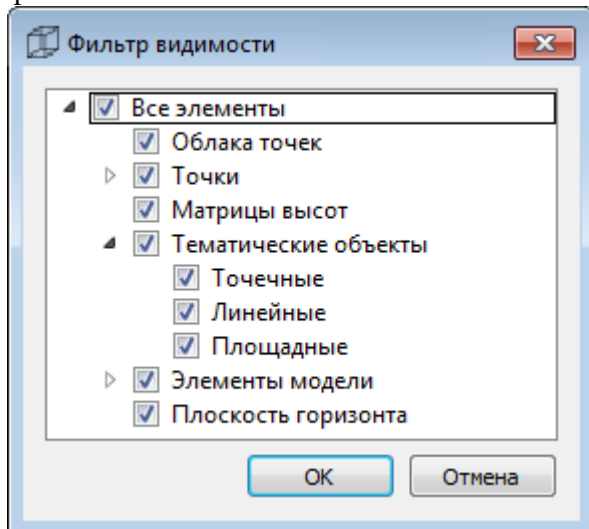 Фильтр видимости
Все элементы
Облака точек
Точки
Матрицы высот
Тематические объекты
Точечные
Линейные
Площадные
Элементы модели
Плоскость горизонта
ОК Отмена